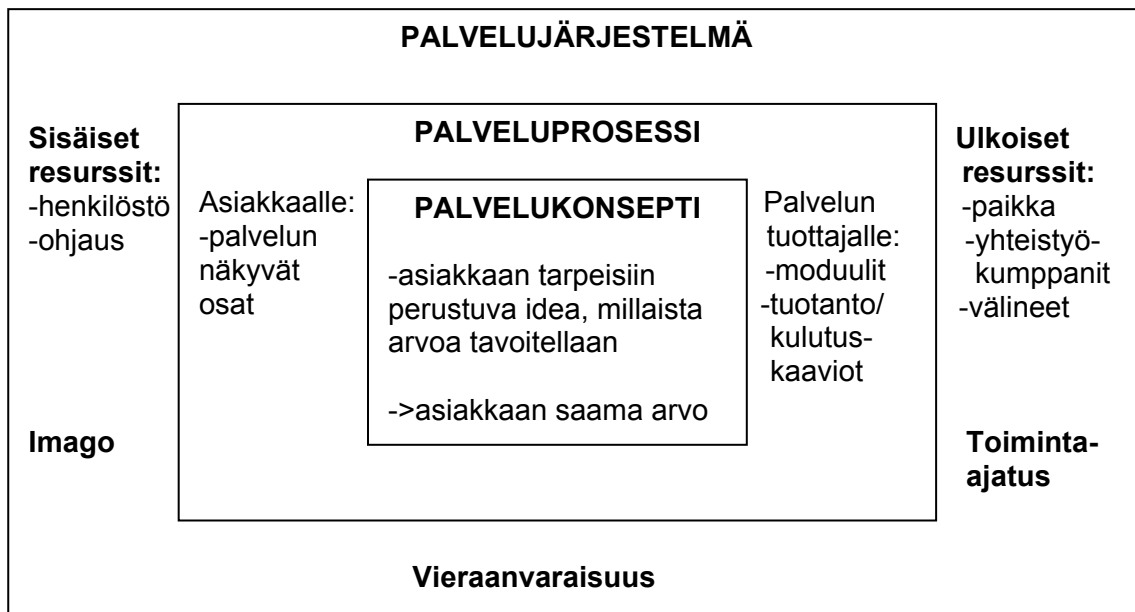 PALVELUJÄRJESTELMÄ
Sisäiset
resurssit:
-henkilöstö
-ohjaus
Imago
PALVELUPROSESSI
Asiakkaalle:
-palvelun
näkyvät
osat
PALVELUKONSEPTI
-asiakkaan tarpeisiin
perustuva idea, millaista
arvoa tavoitellaan
->asiakkaan saama arvo
Palvelun
tuottajalle:
-moduulit
-tuotanto/
kulutus-
kaaviot
Ulkoiset
resurssit:
-paikka
-yhteistyö-
kumppanit
-välineet
Toiminta-
ajatus
Vieraanvaraisuus